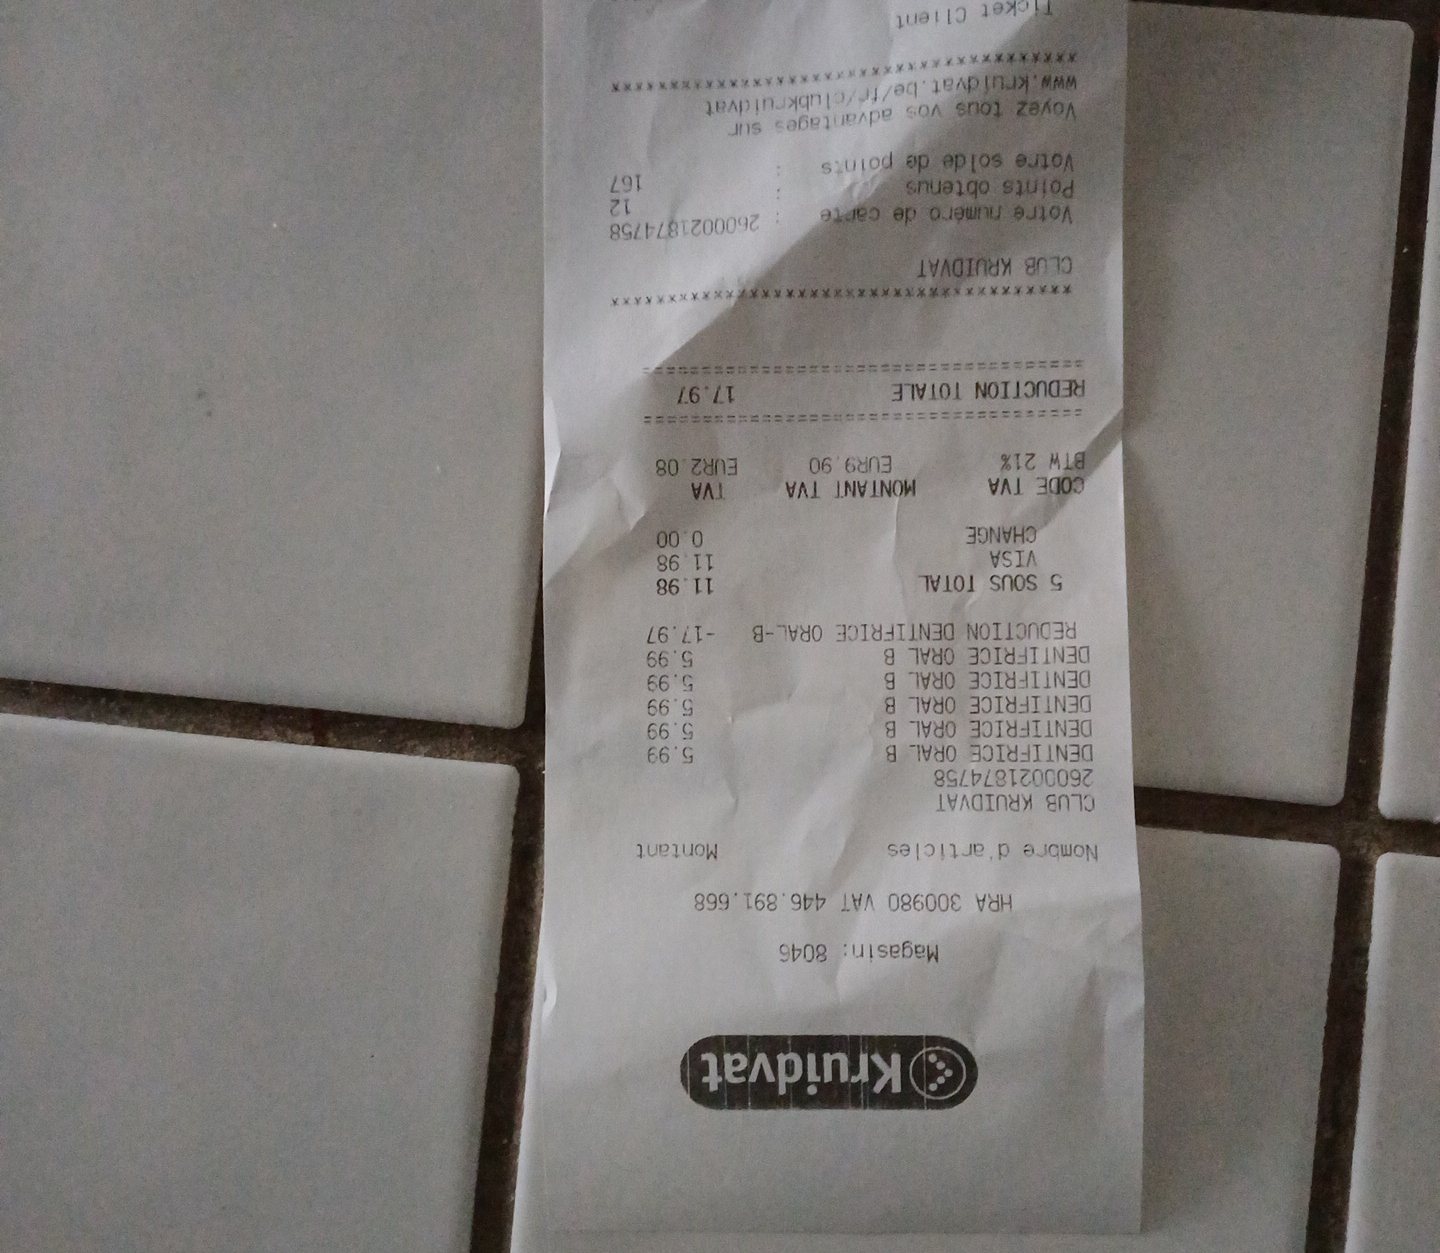 Kruidvat
Magasin: 8046
HRA 300980 VAT 446.891.668
Nombre d'articles Montant
CLUB KRUIDVAT
2600021874758
DENTIFRICE ORAL B 5.99
DENTIFRICE ORAL B 5.99
DENTIFRICE ORAL B 5.99
DENTIFRICE ORAL B 5.99
DENTIFRICE ORAL B 5.99
REDUCTION DENTIFRICE ORAL-B -17.97
5 SOUS TOTAL 11.98
VISA 11.98
CHANGE 0.00
CODE TVA MONTANT TVA TVA
BTW 21% EUR9.90 EUR2.08
==========================================
REDUCTION TOTALE 17.97
==========================================
******************************************
CLUB KRUIDVAT
Votre numéro de carte : 2600021874758
Points obtenus : 12
Votre solde de points : 167
Voyez tous vos advantages sur
www.kruidvat.be/fr/clubkruidvat
******************************************
Ticket Client